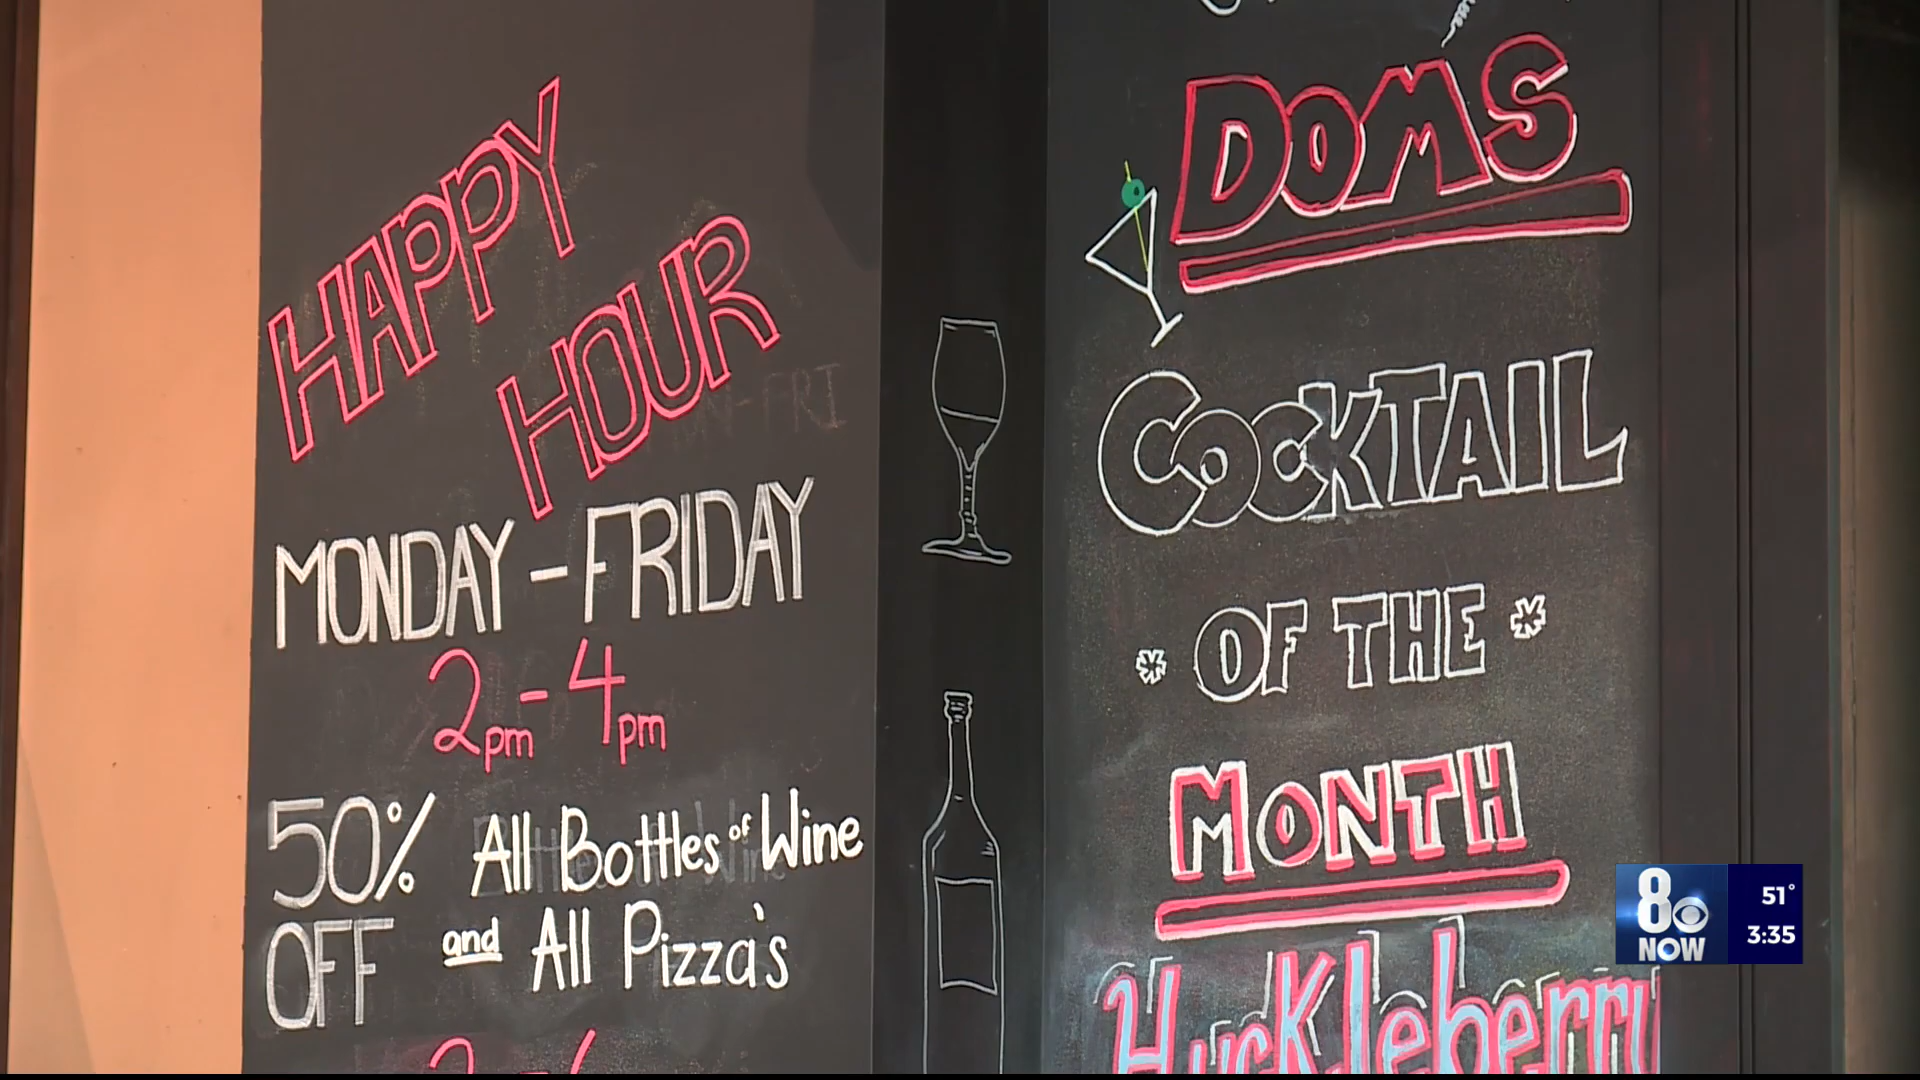 HAPPY
HOUR
MONDAY - FRIDAY
2pm - 4pm
50% All Bottles of Wine
OFF and All Pizza's
DOM'S
COCKTAIL
* OF THE *
MONTH
Huckleberry
8 NOW
51°
3:35